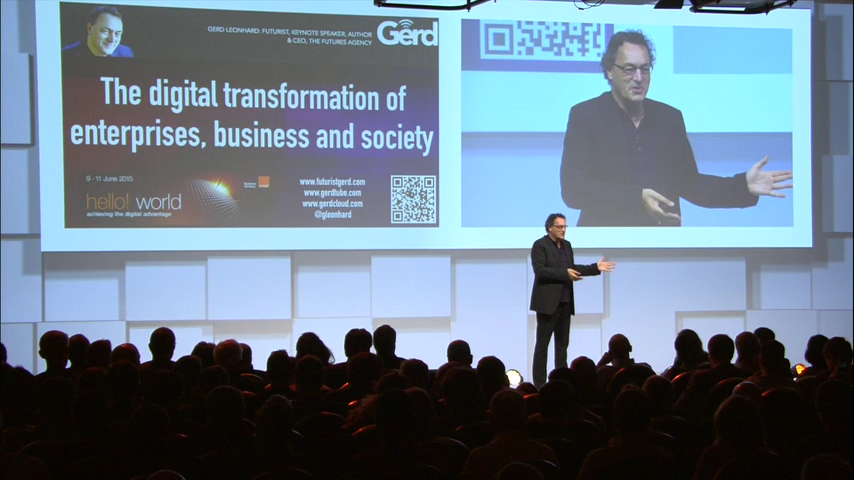 GERD LEONHARD: FUTURIST, KEYNOTE SPEAKER, AUTHOR
& CEO, THE FUTURES AGENCY
Gerd
The digital transformation of
enterprises, business and society
9 - 11 June 2015
hello! world
achieving the digital advantage
www.futuristgerd.com
www.gerdtube.com
www.gerdcloud.com
@gleonhard